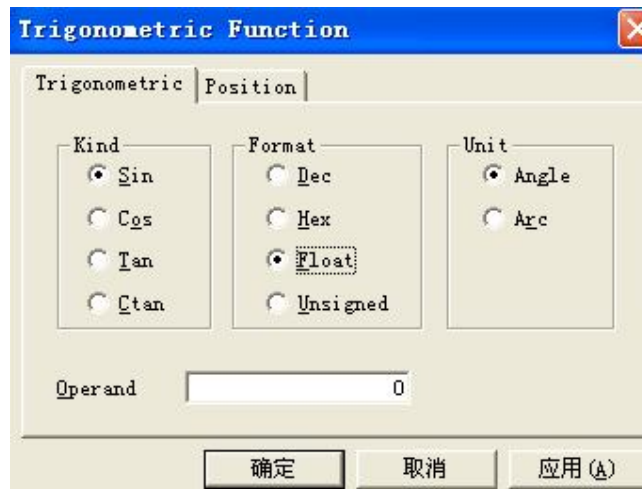 Trigonometric Function
Trigonometric Position
Kind Format Unit
Sin Dec Angle
Cos Hex Arc
Tan Float
Ctan Unsigned
Operand 0
确定 取消 应用(A)